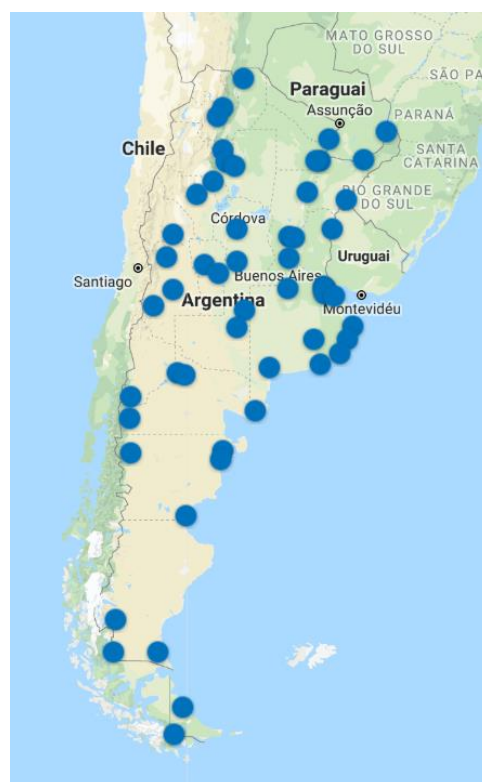 MATO GROSSO
DO SUL
Paraguai
SÃO PA
Assunção
PARANÁ
Chile
SANTA
CATARINA
RIO GRANDE
DO SUL
Córdova
Uruguai
Santiago
Buenos Aires
Argentina
Montevidéu